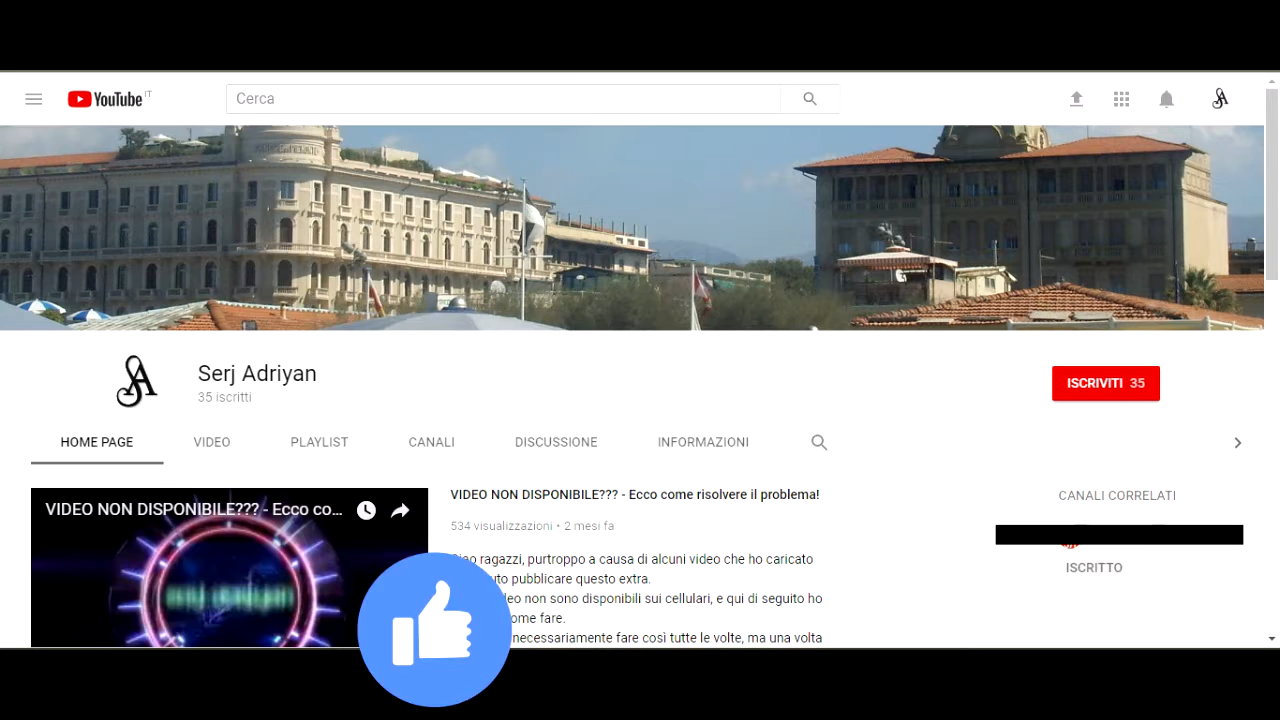 YouTube IT
Cerca
Serj Adriyan
35 iscritti
ISCRIVITI 35
HOME PAGE VIDEO PLAYLIST CANALI DISCUSSIONE INFORMAZIONI
VIDEO NON DISPONIBILE??? - Ecco co...
VIDEO NON DISPONIBILE??? - Ecco come risolvere il problema!
534 visualizzazioni • 2 mesi fa
ragazzi, purtroppo a causa di alcuni video che ho caricato
pubblicare questo extra.
non sono disponibili sui cellulari, e qui di seguito ho
fare.
necessariamente fare così tutte le volte, ma una volta
CANALI CORRELATI
ISCRITTO